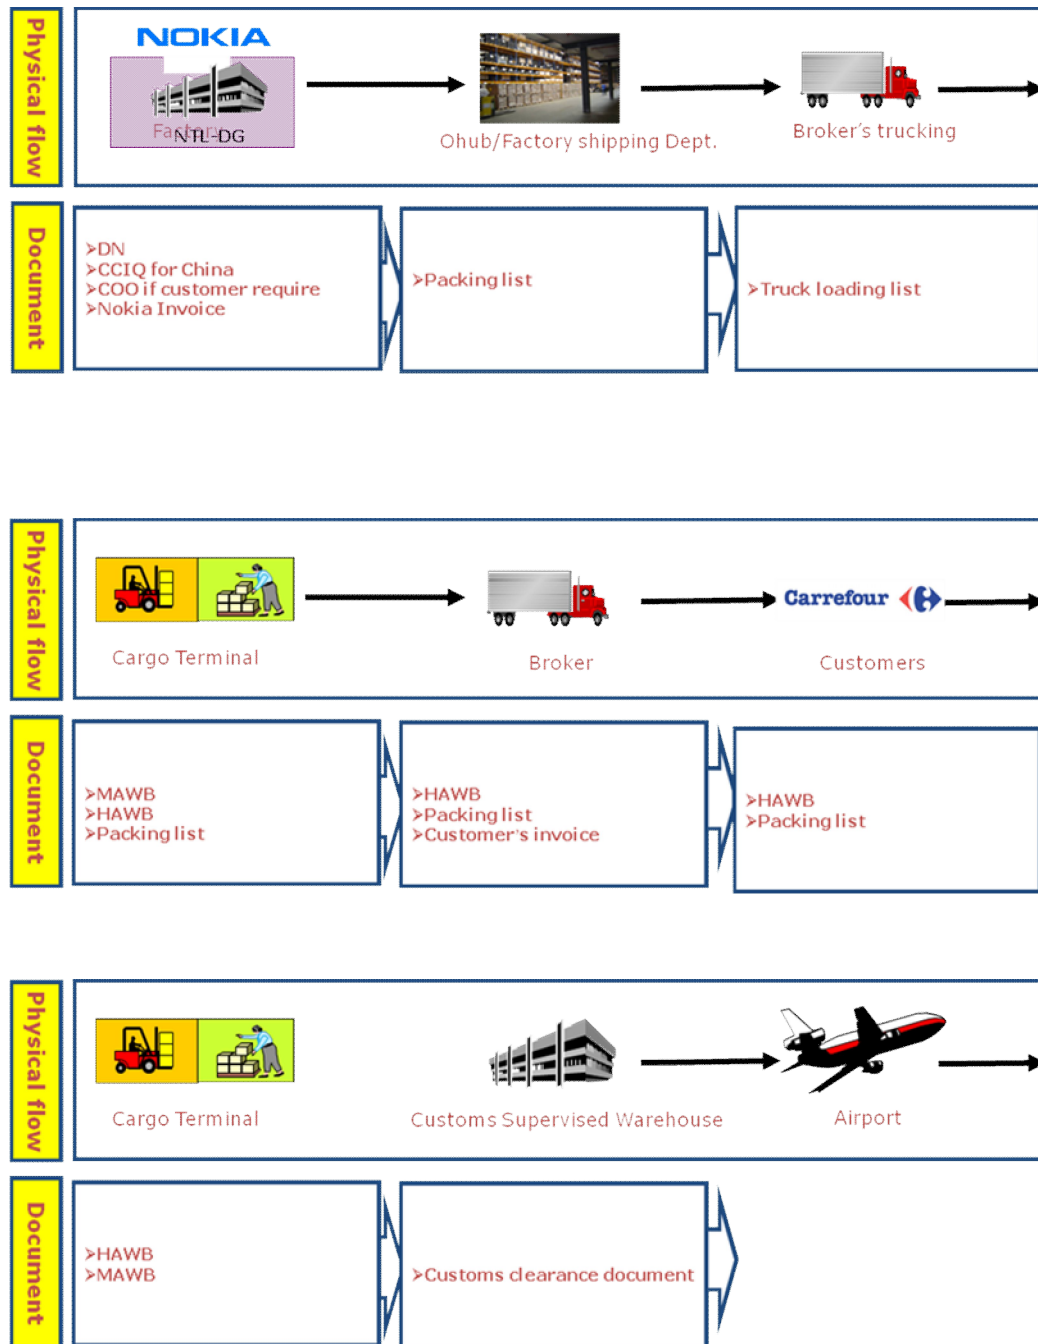 Physical flow
NOKIA
Factory
NTL-DG
Ohub/Factory shipping Dept.
Broker's trucking
Document
➢DN
➢CCIQ for China
➢COO if customer require
➢Nokia Invoice
➢Packing list
➢Truck loading list
Physical flow
Cargo Terminal
Broker
Carrefour
Customers
Document
➢MAWB
➢HAWB
➢Packing list
➢HAWB
➢Packing list
➢Customer's invoice
➢HAWB
➢Packing list
Physical flow
Cargo Terminal
Customs Supervised Warehouse
Airport
Document
➢HAWB
➢MAWB
➢Customs clearance document